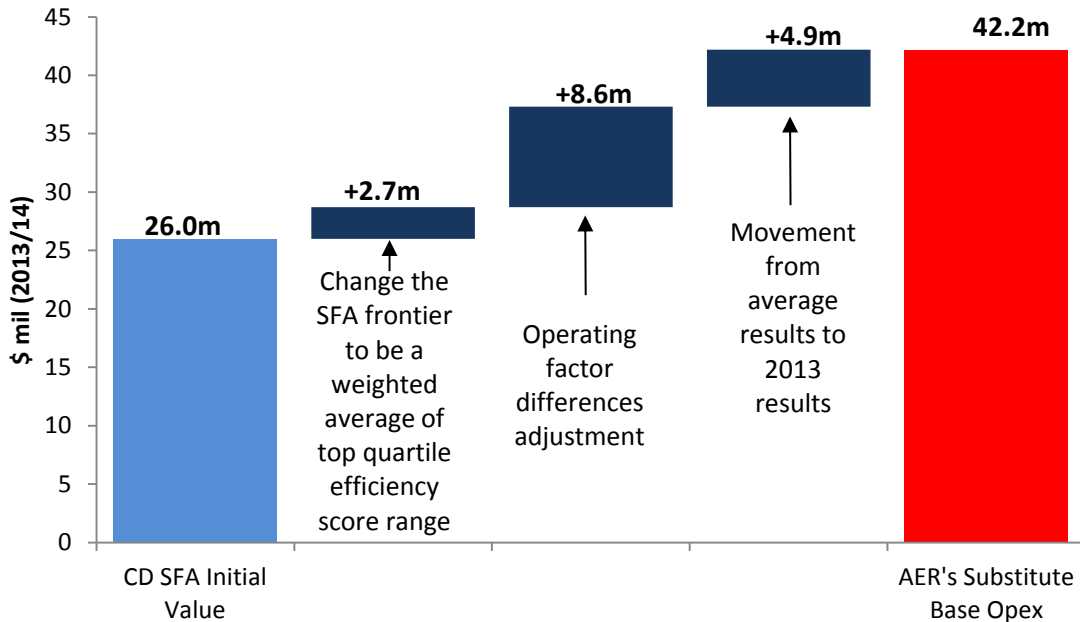 $ mil (2013/14)
45
40
35
30
25
20
15
10
5
0
26.0m
+2.7m
+8.6m
+4.9m
42.2m
Change the
SFA frontier
to be a
weighted
average of
top quartile
efficiency
score range
Operating
factor
differences
adjustment
Movement
from
average
results to
2013
results
CD SFA Initial
Value
AER's Substitute
Base Opex